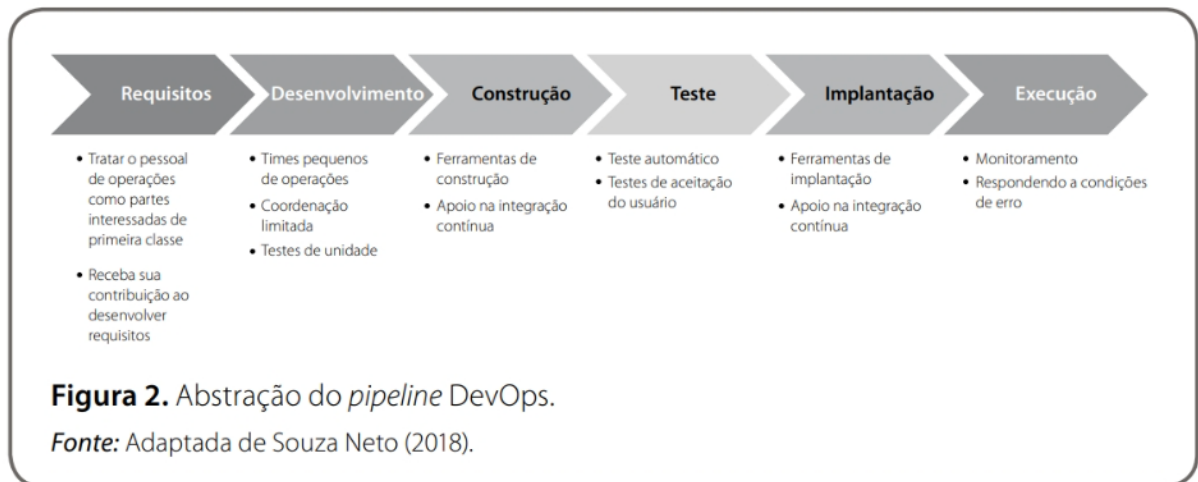 Requisitos
Desenvolvimento
Construção
Teste
Implantação
Execução
• Tratar o pessoal
de operações
como partes
interessadas de
primeira classe
• Receba sua
contribuição ao
desenvolver
requisitos
• Times pequenos
de operações
• Coordenação
limitada
• Testes de unidade
• Ferramentas de
construção
• Apoio na integração
contínua
• Teste automático
• Testes de aceitação
do usuário
• Ferramentas de
implantação
• Apoio na integração
contínua
• Monitoramento
• Respondendo a condições
de erro
Figura 2. Abstração do pipeline DevOps.
Fonte: Adaptada de Souza Neto (2018).